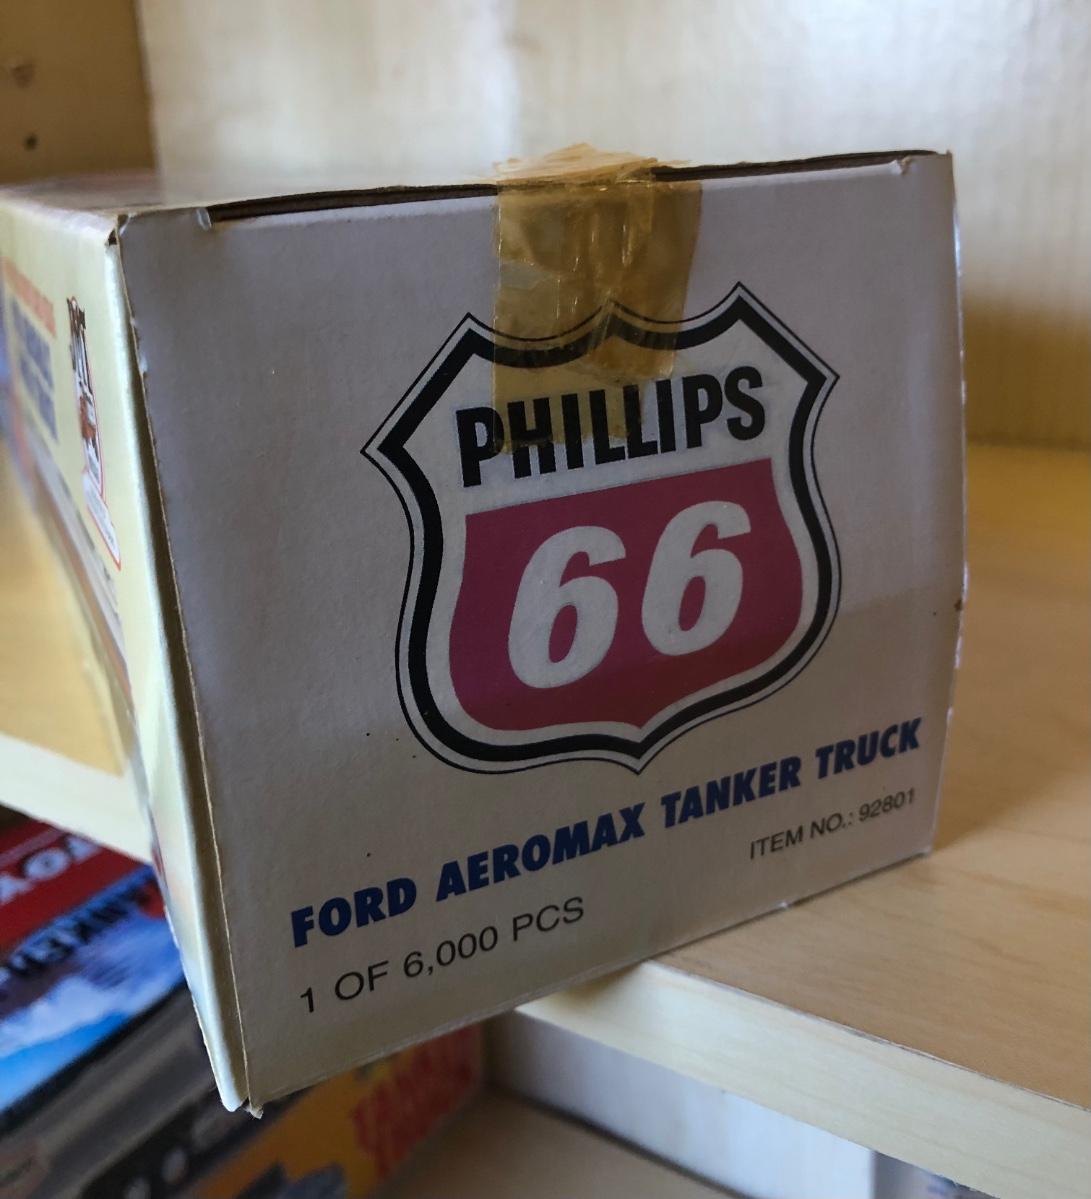 PHILLIPS
66
FORD AEROMAX TANKER TRUCK
ITEM NO.: 92801
1 OF 6,000 PCS